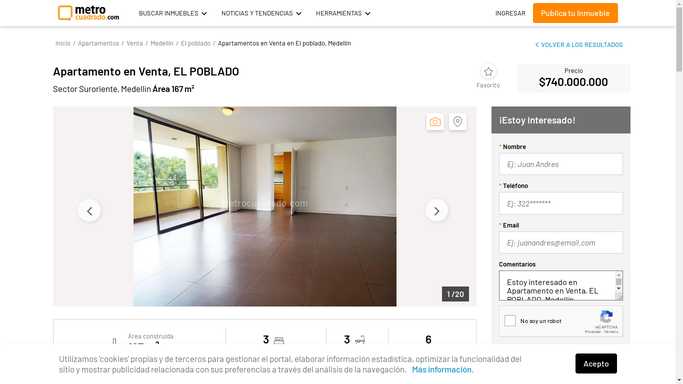 metro
cuadrado.com
BUSCAR INMUEBLES
NOTICIAS Y TENDENCIAS
HERRAMIENTAS
INGRESAR
Publica tu Inmueble
Inicio / Apartamentos / Venta / Medellín / El poblado / Apartamentos en Venta en El poblado, Medellín
VOLVER A LOS RESULTADOS
Apartamento en Venta, EL POBLADO
Sector Suroriente, Medellín Área 167 m²
Favorito
Precio
$740.000.000
metrocuadrado.com
1 / 20
¡Estoy Interesado!
* Nombre
Ej: Juan Andres
* Teléfono
Ej: 322*******
* Email
Ej: juanandres@email.com
Comentarios
Estoy interesado en
Apartamento en Venta, EL
POBLADO, Medellín
No soy un robot
reCAPTCHA
Privacidad - Términos
Área construida
3
3
6
Utilizamos 'cookies' propias y de terceros para gestionar el portal, elaborar información estadística, optimizar la funcionalidad del
sitio y mostrar publicidad relacionada con sus preferencias a través del análisis de la navegación. Más información.
Acepto